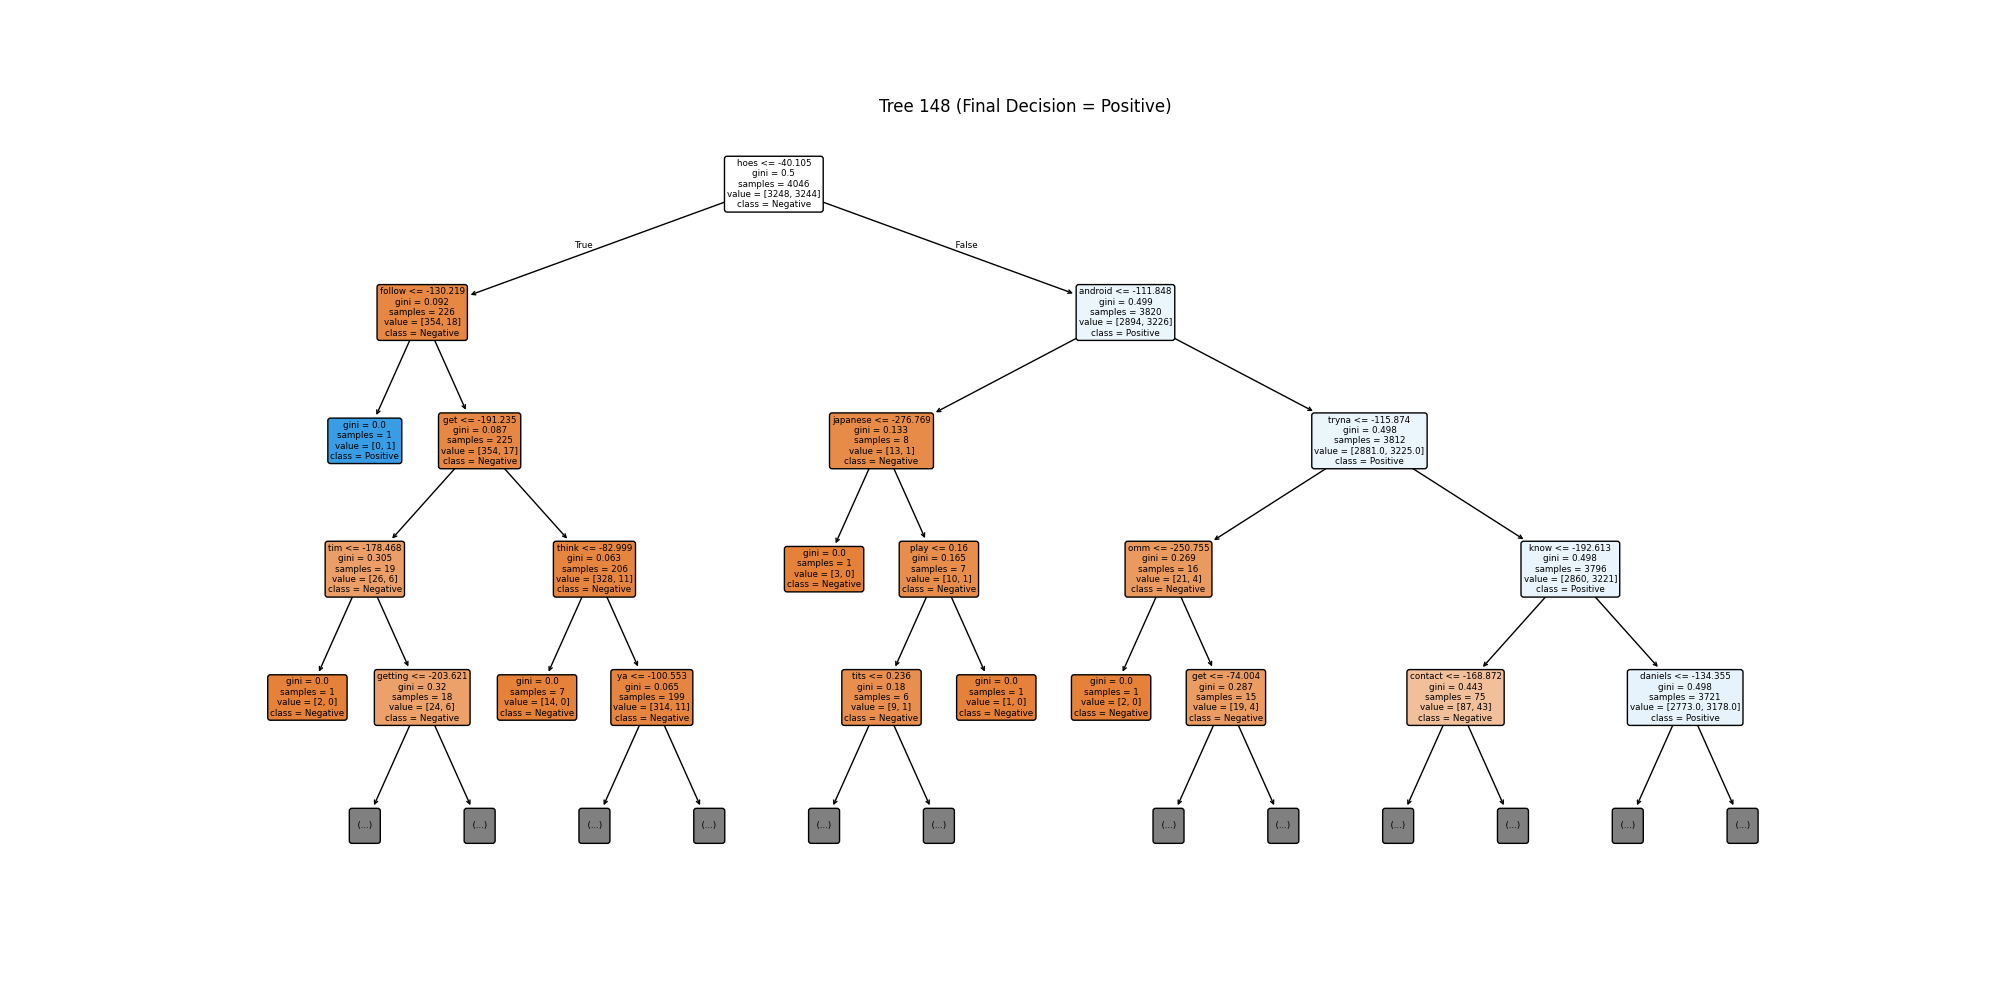 Tree 148 (Final Decision = Positive)
hoes <= -40.105
gini = 0.5
samples = 4046
value = [3248, 3244]
class = Negative
True
False
follow <= -130.219
gini = 0.092
samples = 226
value = [354, 18]
class = Negative
android <= -111.848
gini = 0.499
samples = 3820
value = [2894, 3226]
class = Positive
gini = 0.0
samples = 1
value = [0, 1]
class = Positive
get <= -191.235
gini = 0.087
samples = 225
value = [354, 17]
class = Negative
japanese <= -276.769
gini = 0.133
samples = 8
value = [13, 1]
class = Negative
tryna <= -115.874
gini = 0.498
samples = 3812
value = [2881.0, 3225.0]
class = Positive
tim <= -178.468
gini = 0.305
samples = 19
value = [26, 6]
class = Negative
think <= -82.999
gini = 0.063
samples = 206
value = [328, 11]
class = Negative
gini = 0.0
samples = 1
value = [3, 0]
class = Negative
play <= 0.16
gini = 0.165
samples = 7
value = [10, 1]
class = Negative
omm <= -250.755
gini = 0.269
samples = 16
value = [21, 4]
class = Negative
know <= -192.613
gini = 0.498
samples = 3796
value = [2860, 3221]
class = Positive
gini = 0.0
samples = 1
value = [2, 0]
class = Negative
getting <= -203.621
gini = 0.32
samples = 18
value = [24, 6]
class = Negative
gini = 0.0
samples = 7
value = [14, 0]
class = Negative
ya <= -100.553
gini = 0.065
samples = 199
value = [314, 11]
class = Negative
tits <= 0.236
gini = 0.18
samples = 6
value = [9, 1]
class = Negative
gini = 0.0
samples = 1
value = [1, 0]
class = Negative
gini = 0.0
samples = 1
value = [2, 0]
class = Negative
get <= -74.004
gini = 0.287
samples = 15
value = [19, 4]
class = Negative
contact <= -168.872
gini = 0.443
samples = 75
value = [87, 43]
class = Negative
daniels <= -134.355
gini = 0.498
samples = 3721
value = [2773.0, 3178.0]
class = Positive
(...)
(...)
(...)
(...)
(...)
(...)
(...)
(...)
(...)
(...)
(...)
(...)